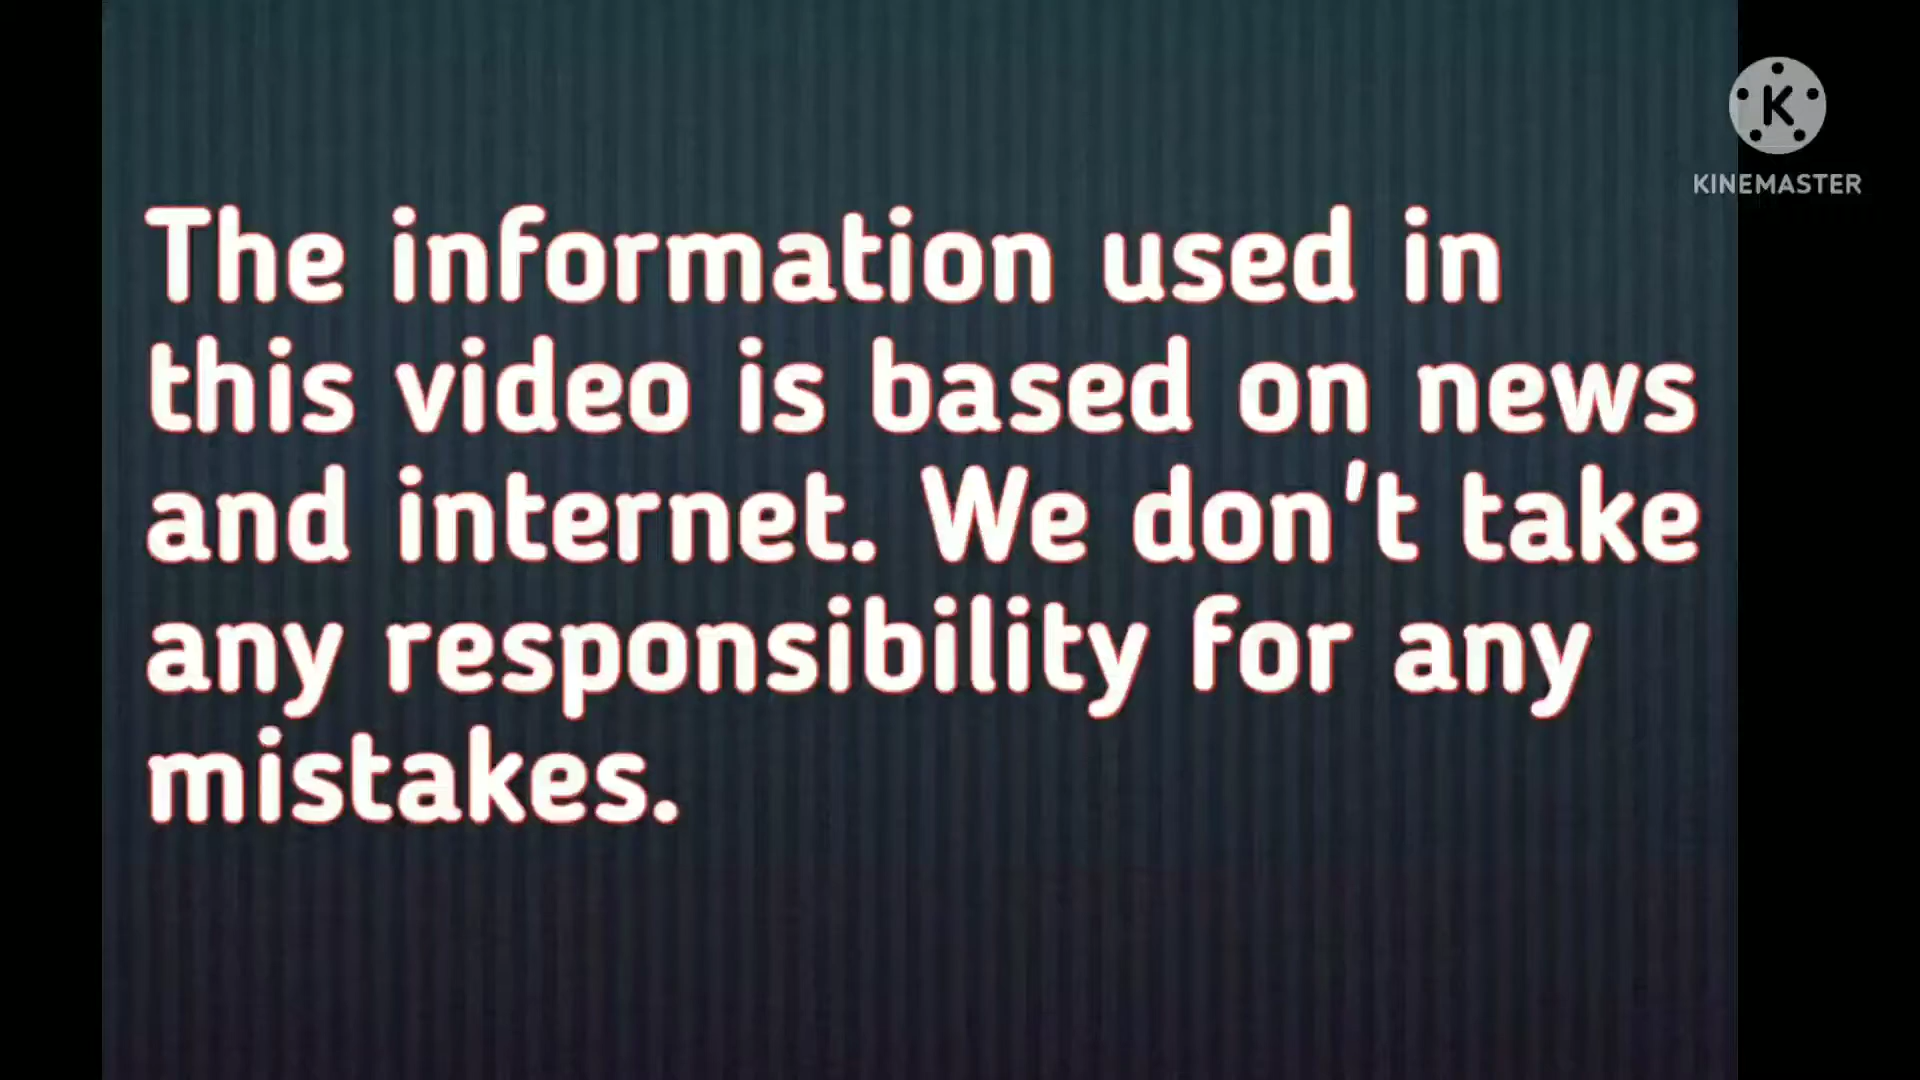 K
KINEMASTER
The information used in
this video is based on news
and internet. We don't take
any responsibility for any
mistakes.